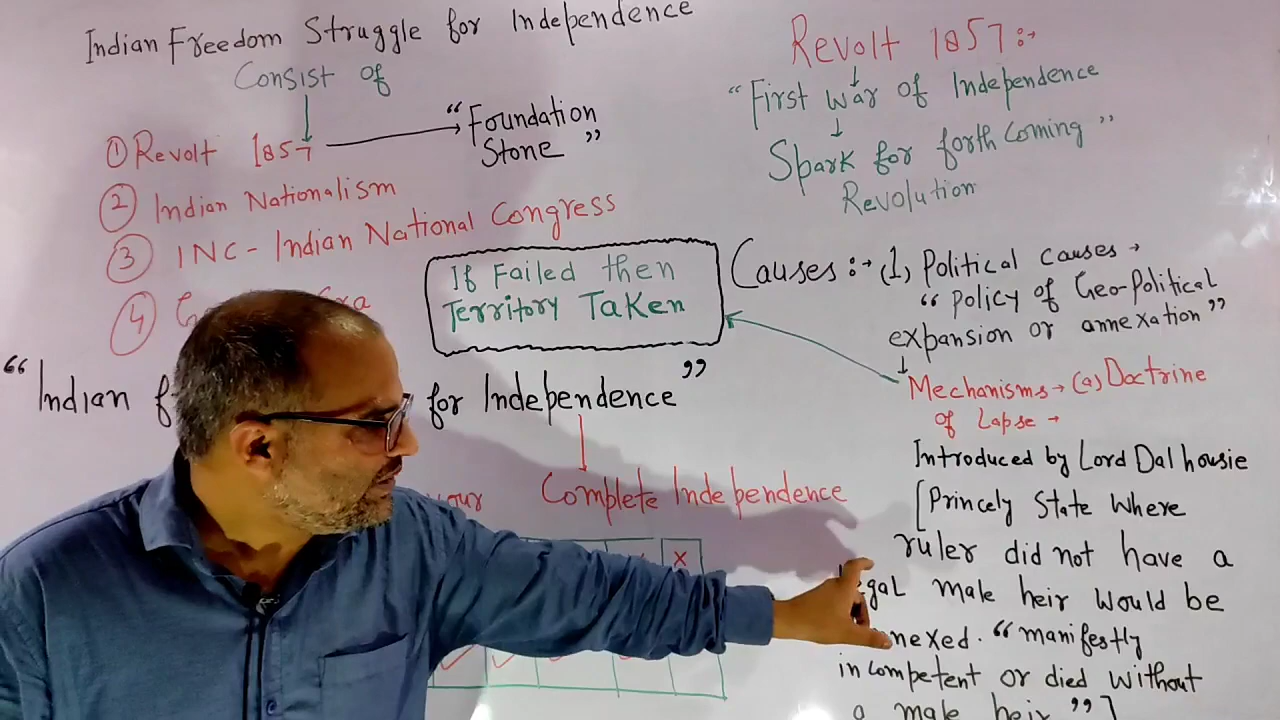 Indian Freedom Struggle for Independence
Consist of
① Revolt 1857 → "Foundation
Stone"
② Indian Nationalism
③ INC - Indian National Congress
④
"Indian
for Independence"
Complete Independence
If Failed then
Territory Taken
✗
Revolt 1857:→
"First war of Independence
Spark for forth coming"
Revolution
Causes:→ (1) Political causes →
"policy of Geo-political
expansion or annexation"
Mechanisms → (a) Doctrine
of Lapse →
Introduced by Lord Dalhousie
[Princely State Where
ruler did not have a
male heir would be
"manifestly
incompetent or died without
a male heir"]